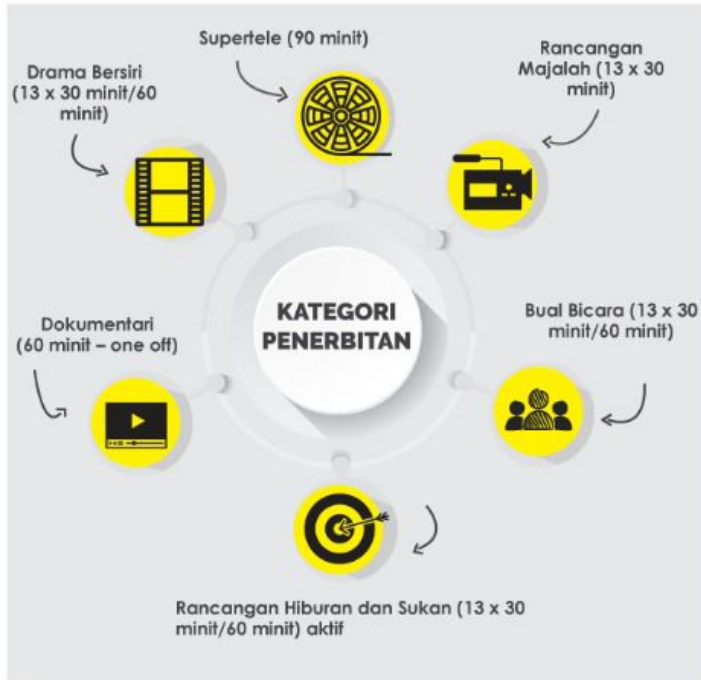 Supertele (90 minit)
Rancangan
Majalah (13 x 30
minit)
Drama Bersiri
(13 x 30 minit/60
minit)
KATEGORI
PENERBITAN
Bual Bicara (13 x 30
minit/60 minit)
Dokumentari
(60 minit – one off)
Rancangan Hiburan dan Sukan (13 x 30
minit/60 minit) aktif